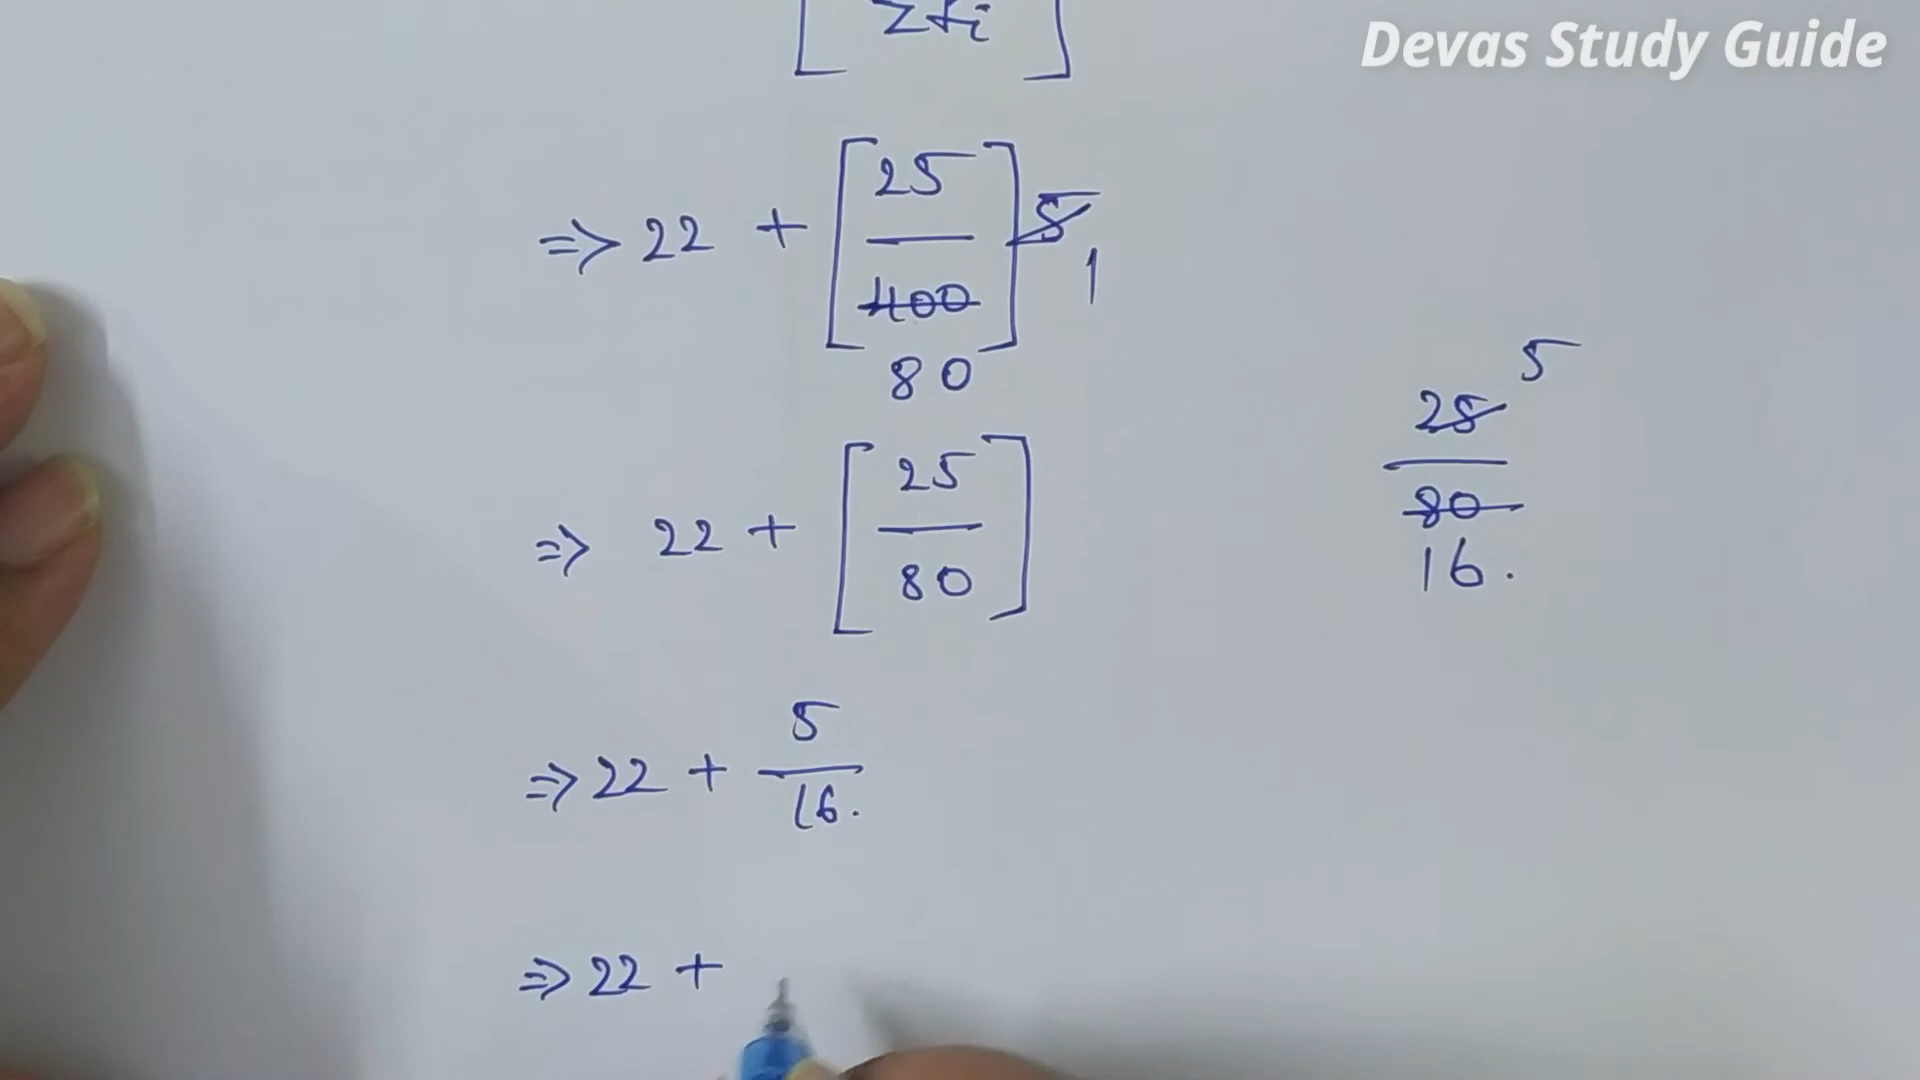 Devas Study Guide
[ Σfi ]
⇒ 22 + [ 25 / 400 ] 5 1
80
⇒ 22 + [ 25 / 80 ]
25 5
80
16.
⇒ 22 + 5 / 16.
⇒ 22 +